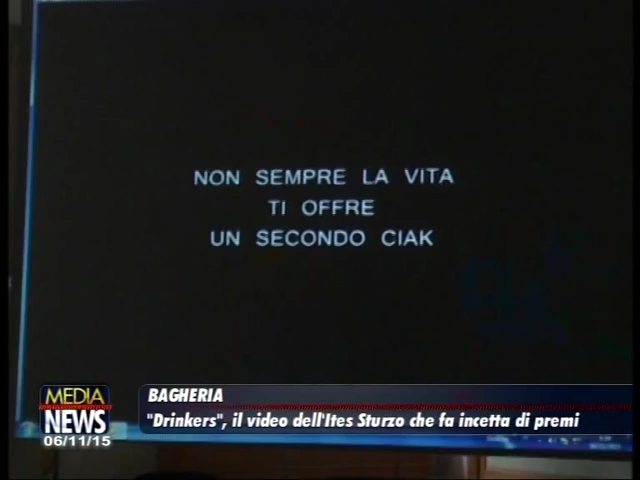 NON SEMPRE LA VITA
TI OFFRE
UN SECONDO CIAK
BAGHERIA
"Drinkers", il video dell'Ites Sturzo che fa incetta di premi
MEDIA
NEWS
06/11/15